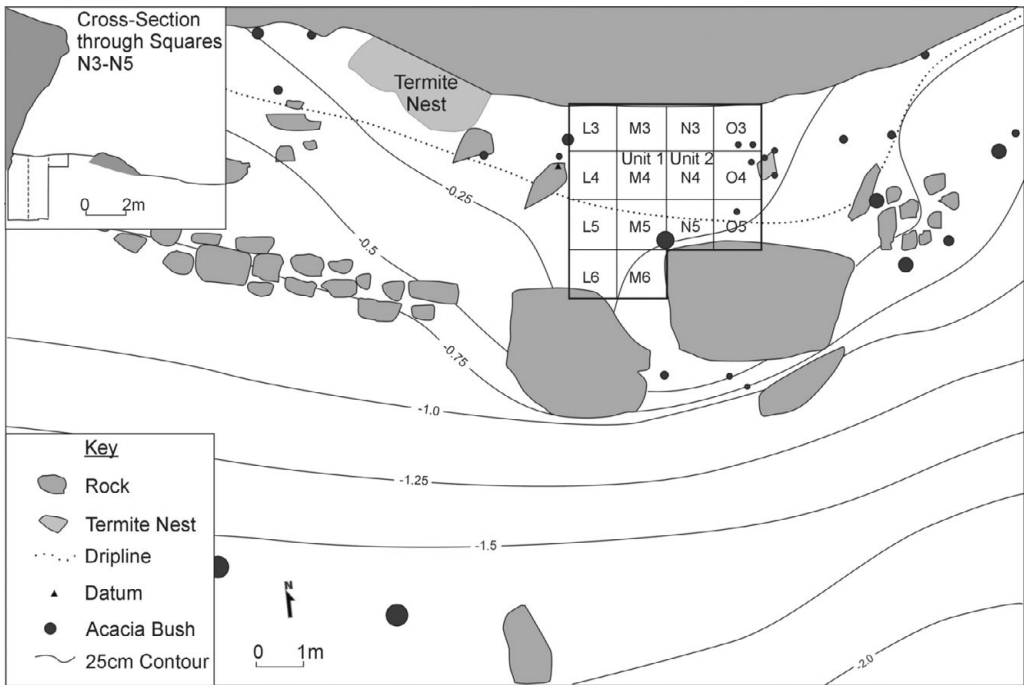 Cross-Section
through Squares
N3-N5
0 2m
Termite
Nest
L3 M3 N3 O3
Unit 1 Unit 2
L4 M4 N4 O4
L5 M5 N5 O5
L6 M6
-0.25
-0.5
-0.75
-1.0
-1.25
-1.5
-2.0
Key
Rock
Termite Nest
Dripline
Datum
Acacia Bush
25cm Contour
N
0 1m